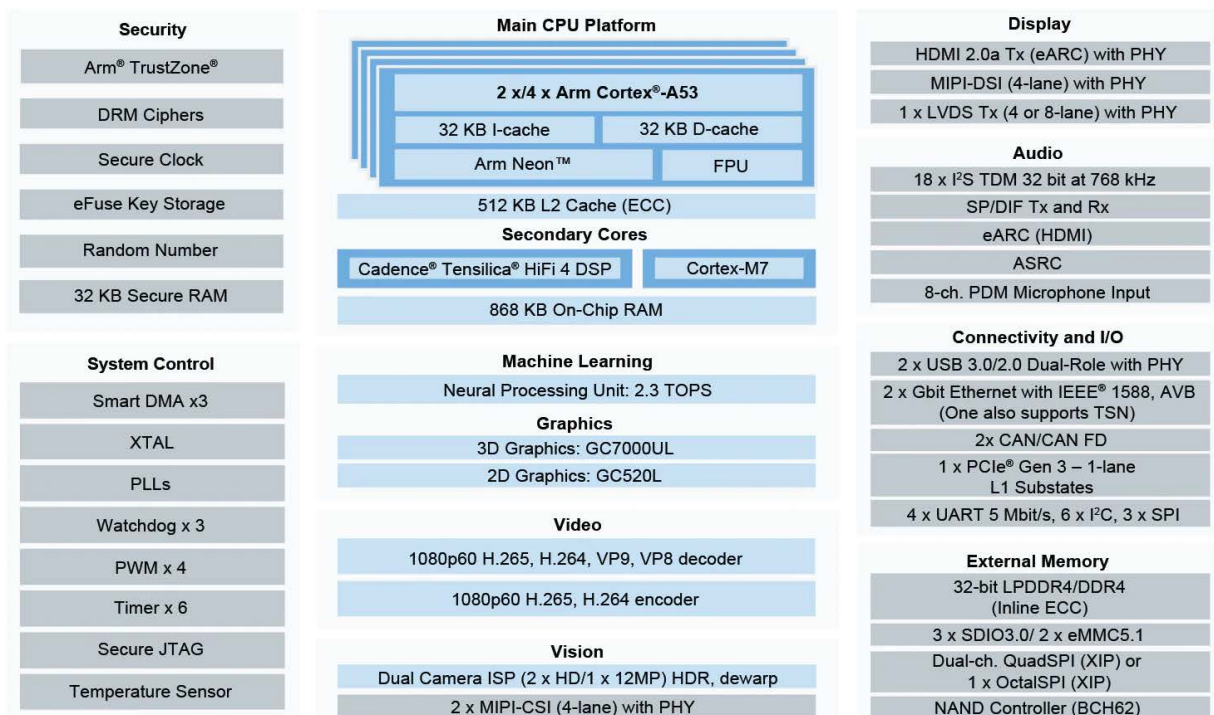 Security
Arm® TrustZone®
DRM Ciphers
Secure Clock
eFuse Key Storage
Random Number
32 KB Secure RAM
System Control
Smart DMA x3
XTAL
PLLs
Watchdog x 3
PWM x 4
Timer x 6
Secure JTAG
Temperature Sensor
Main CPU Platform
2 x/4 x Arm Cortex®-A53
32 KB I-cache
32 KB D-cache
Arm Neon™
FPU
512 KB L2 Cache (ECC)
Secondary Cores
Cadence® Tensilica® HiFi 4 DSP
Cortex-M7
868 KB On-Chip RAM
Machine Learning
Neural Processing Unit: 2.3 TOPS
Graphics
3D Graphics: GC7000UL
2D Graphics: GC520L
Video
1080p60 H.265, H.264, VP9, VP8 decoder
1080p60 H.265, H.264 encoder
Vision
Dual Camera ISP (2 x HD/1 x 12MP) HDR, dewarp
2 x MIPI-CSI (4-lane) with PHY
Display
HDMI 2.0a Tx (eARC) with PHY
MIPI-DSI (4-lane) with PHY
1 x LVDS Tx (4 or 8-lane) with PHY
Audio
18 x I²S TDM 32 bit at 768 kHz
SP/DIF Tx and Rx
eARC (HDMI)
ASRC
8-ch. PDM Microphone Input
Connectivity and I/O
2 x USB 3.0/2.0 Dual-Role with PHY
2 x Gbit Ethernet with IEEE® 1588, AVB
(One also supports TSN)
2x CAN/CAN FD
1 x PCIe® Gen 3 – 1-lane
L1 Substates
4 x UART 5 Mbit/s, 6 x I²C, 3 x SPI
External Memory
32-bit LPDDR4/DDR4
(Inline ECC)
3 x SDIO3.0/ 2 x eMMC5.1
Dual-ch. QuadSPI (XIP) or
1 x OctalSPI (XIP)
NAND Controller (BCH62)